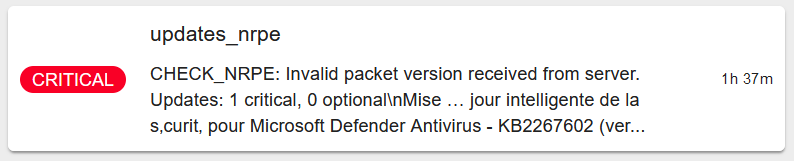 updates_nrpe
CRITICAL
CHECK_NRPE: Invalid packet version received from server.
Updates: 1 critical, 0 optional\nMise … jour intelligente de la
s‚curit‚ pour Microsoft Defender Antivirus - KB2267602 (ver...
1h 37m